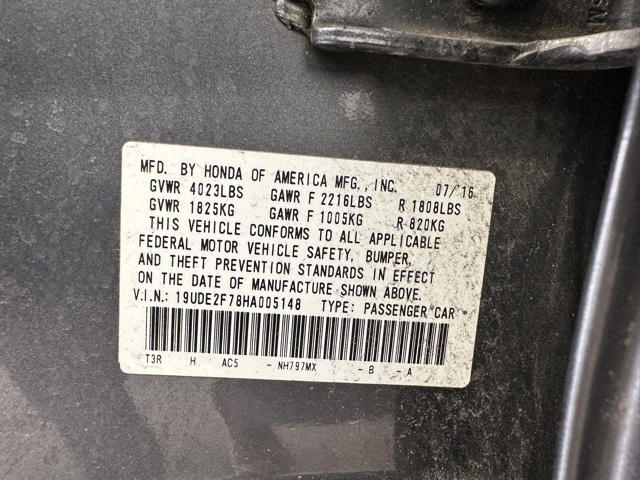 MFD. BY HONDA OF AMERICA MFG., INC. 07/'16
GVWR 4023LBS GAWR F 2216LBS R 1808LBS
GVWR 1825KG GAWR F 1005KG R 820KG
THIS VEHICLE CONFORMS TO ALL APPLICABLE
FEDERAL MOTOR VEHICLE SAFETY, BUMPER,
AND THEFT PREVENTION STANDARDS IN EFFECT
ON THE DATE OF MANUFACTURE SHOWN ABOVE.
V.I.N.: 19UDE2F78HA005148 TYPE: PASSENGER CAR
T3R H AC5 - NH797MX - B - A